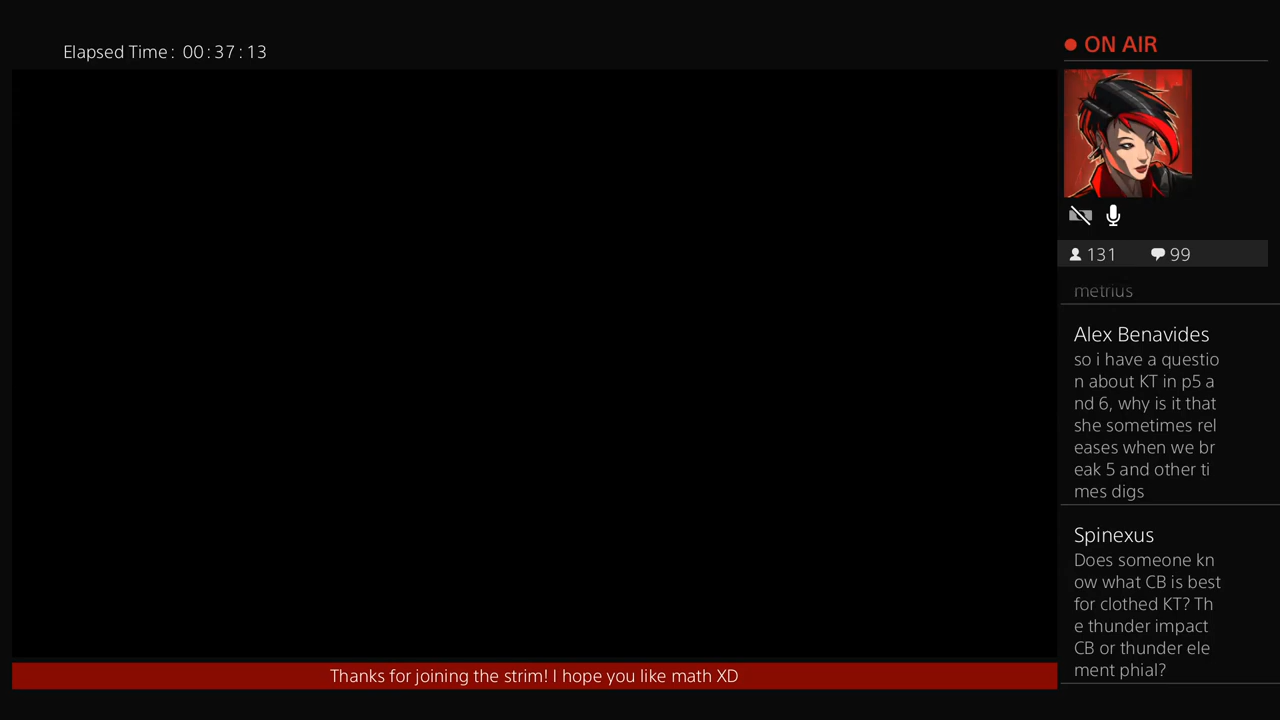 Elapsed Time: 00:37:13
ON AIR
131 99
metrius
Alex Benavides
so i have a questio
n about KT in p5 a
nd 6, why is it that
she sometimes rel
eases when we br
eak 5 and other ti
mes digs
Spinexus
Does someone kn
ow what CB is best
for clothed KT? Th
e thunder impact
CB or thunder ele
ment phial?
Thanks for joining the strim! I hope you like math XD